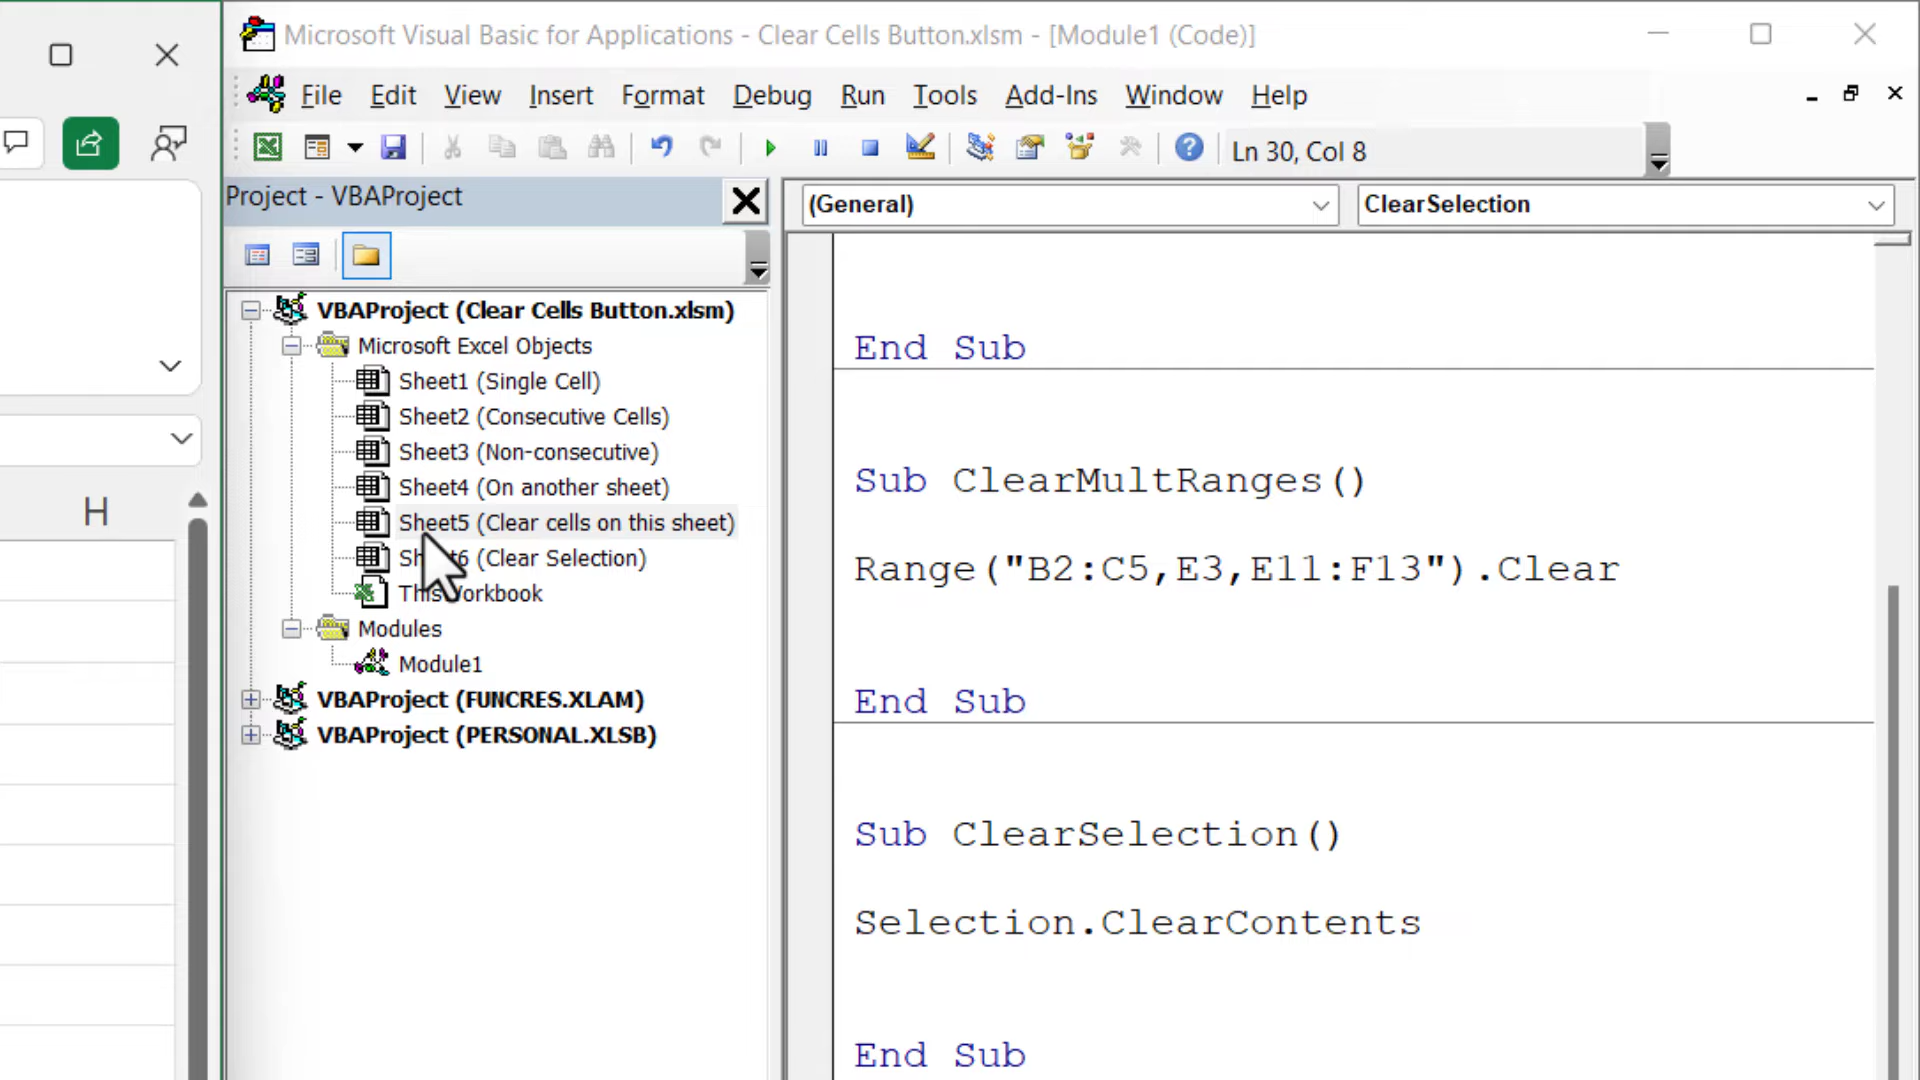 Microsoft Visual Basic for Applications - Clear Cells Button.xlsm - [Module1 (Code)]
File Edit View Insert Format Debug Run Tools Add-Ins Window Help
Ln 30, Col 8
Project - VBAProject
(General)
ClearSelection
VBAProject (Clear Cells Button.xlsm)
Microsoft Excel Objects
Sheet1 (Single Cell)
Sheet2 (Consecutive Cells)
Sheet3 (Non-consecutive)
Sheet4 (On another sheet)
Sheet5 (Clear cells on this sheet)
Sheet6 (Clear Selection)
ThisWorkbook
Modules
Module1
VBAProject (FUNCRES.XLAM)
VBAProject (PERSONAL.XLSB)
H
End Sub
Sub ClearMultRanges()
Range("B2:C5,E3,E11:F13").Clear
End Sub
Sub ClearSelection()
Selection.ClearContents
End Sub